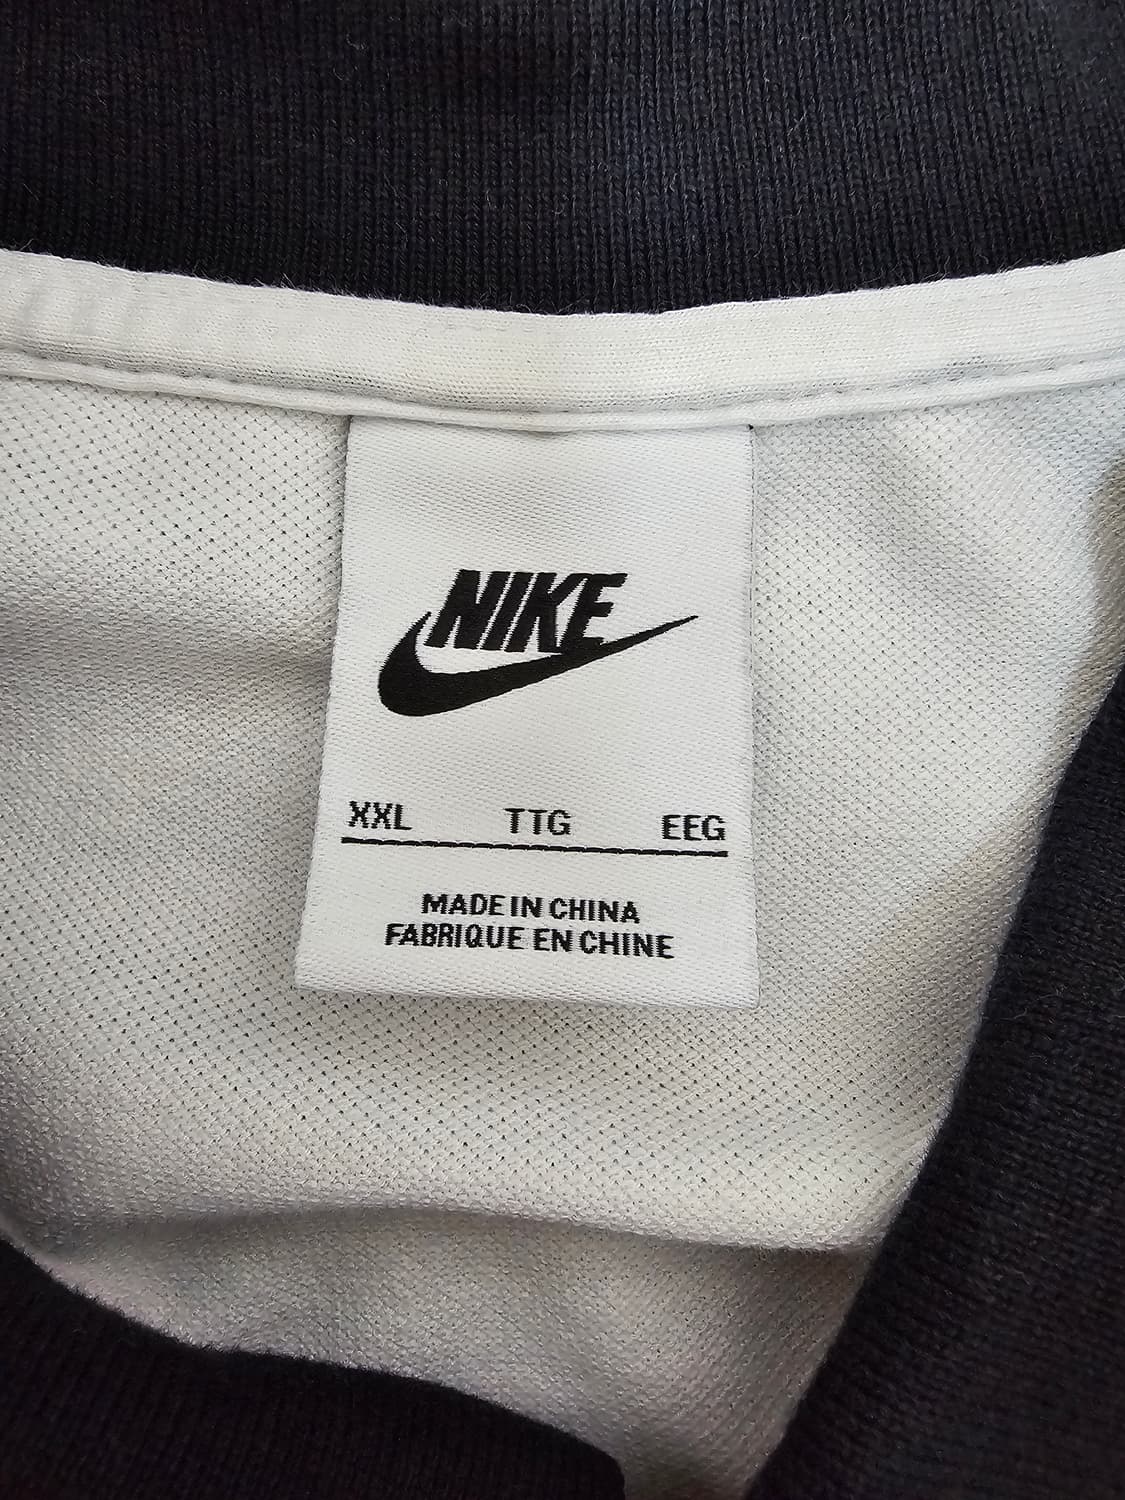 NIKE
XXL TTG EEG
MADE IN CHINA
FABRIQUE EN CHINE